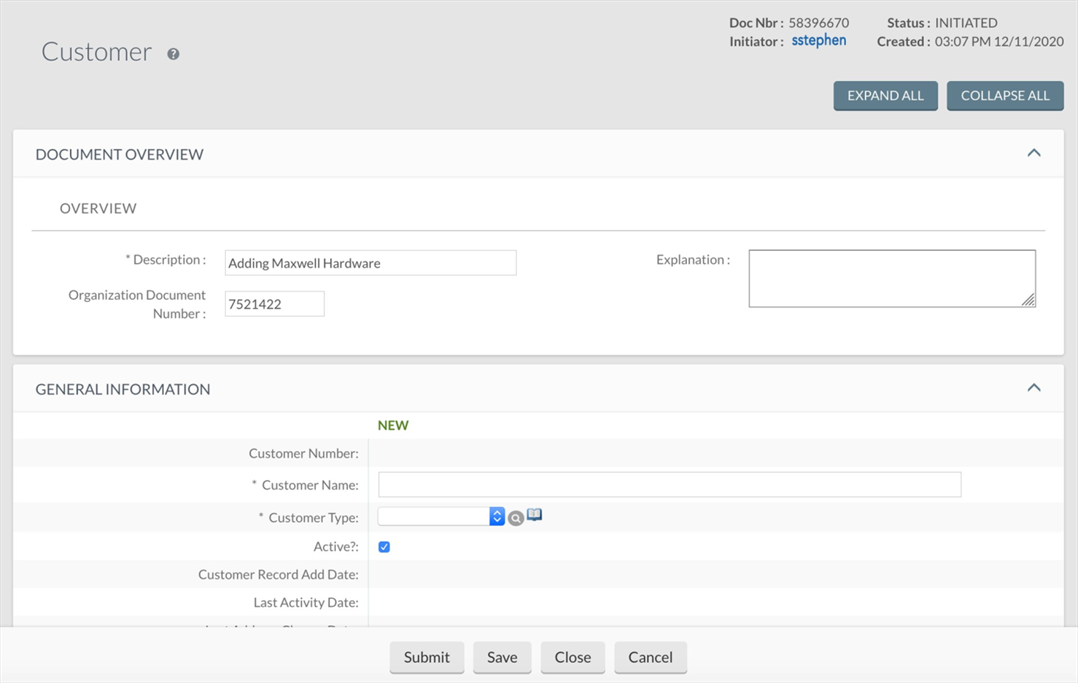 Doc Nbr : 58396670 Status : INITIATED
Customer ?
Initiator : sstephen Created : 03:07 PM 12/11/2020
EXPAND ALL COLLAPSE ALL
DOCUMENT OVERVIEW
OVERVIEW
* Description : Adding Maxwell Hardware Explanation :
Organization Document
Number : 7521422
GENERAL INFORMATION
NEW
Customer Number:
* Customer Name:
* Customer Type:
Active?:
Customer Record Add Date:
Last Activity Date:
Submit Save Close Cancel